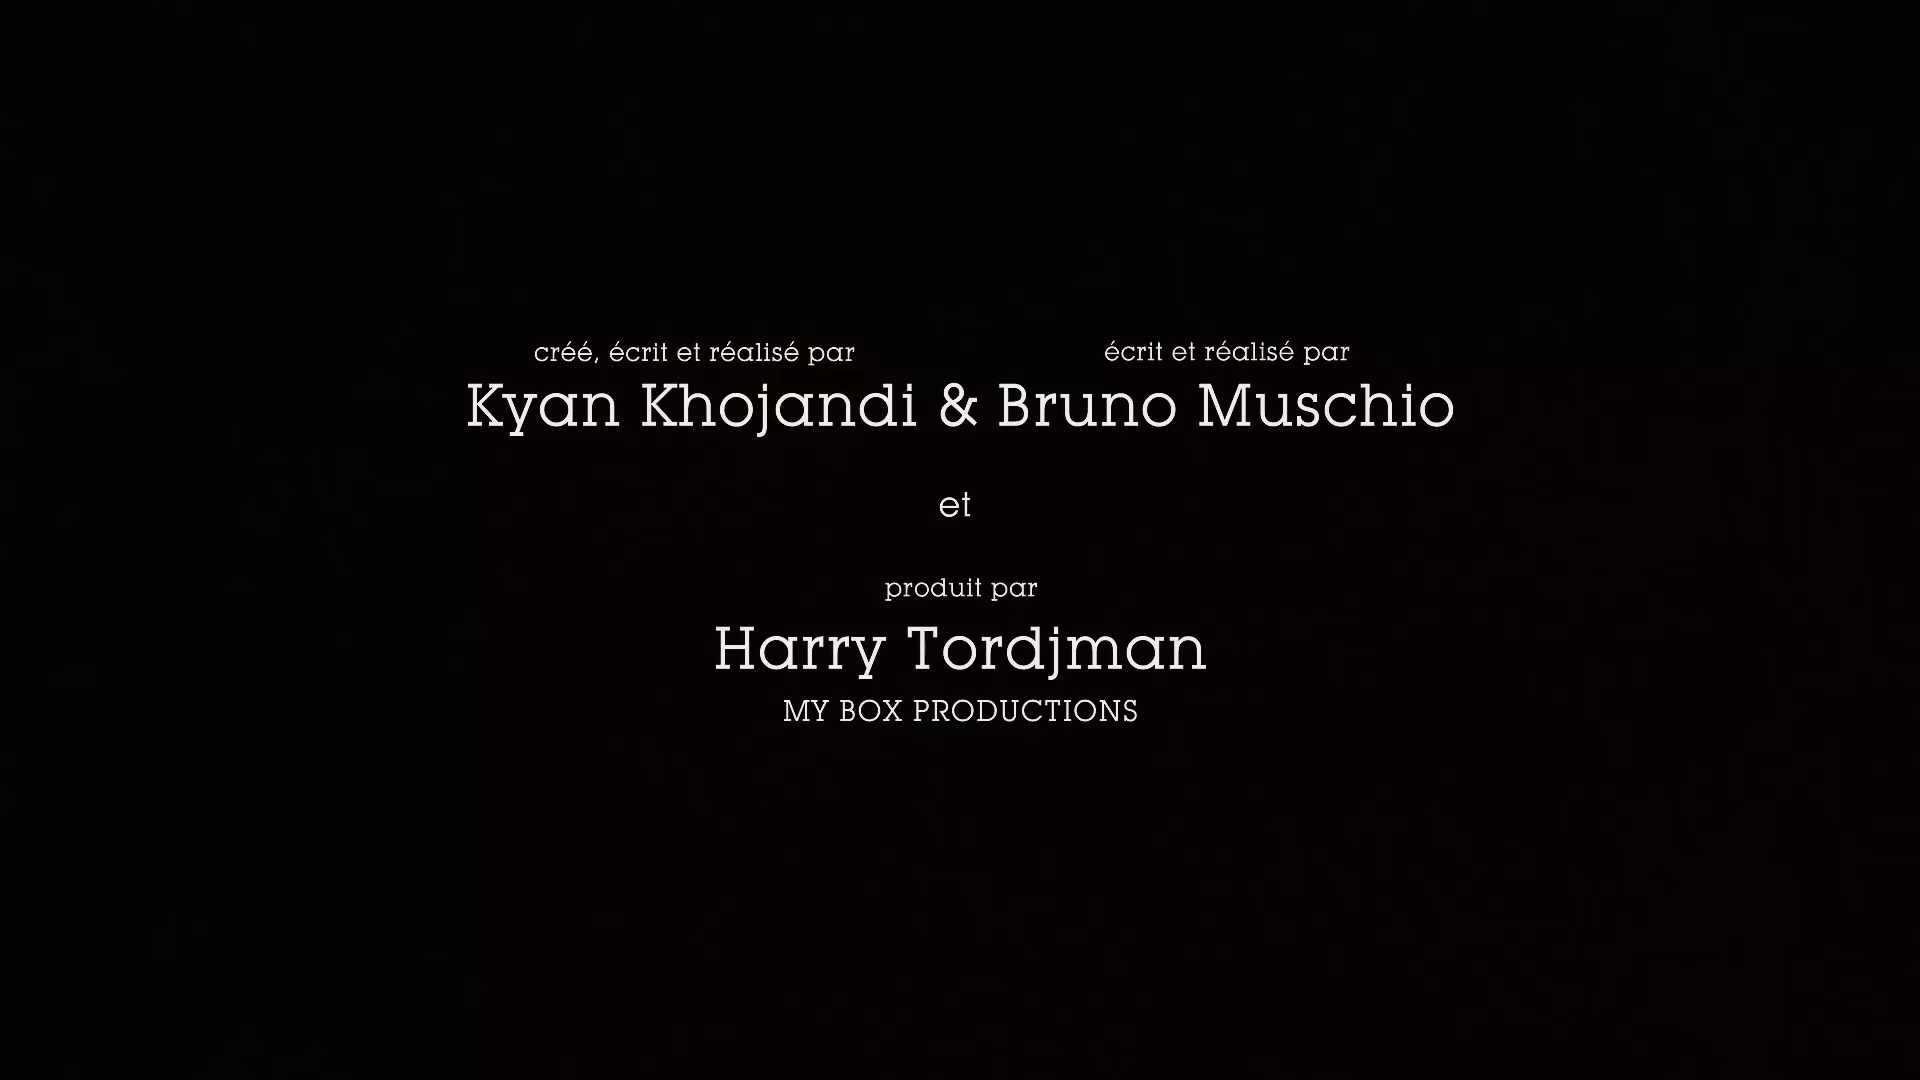 créé, écrit et réalisé par écrit et réalisé par
Kyan Khojandi & Bruno Muschio
et
produit par
Harry Tordjman
MY BOX PRODUCTIONS